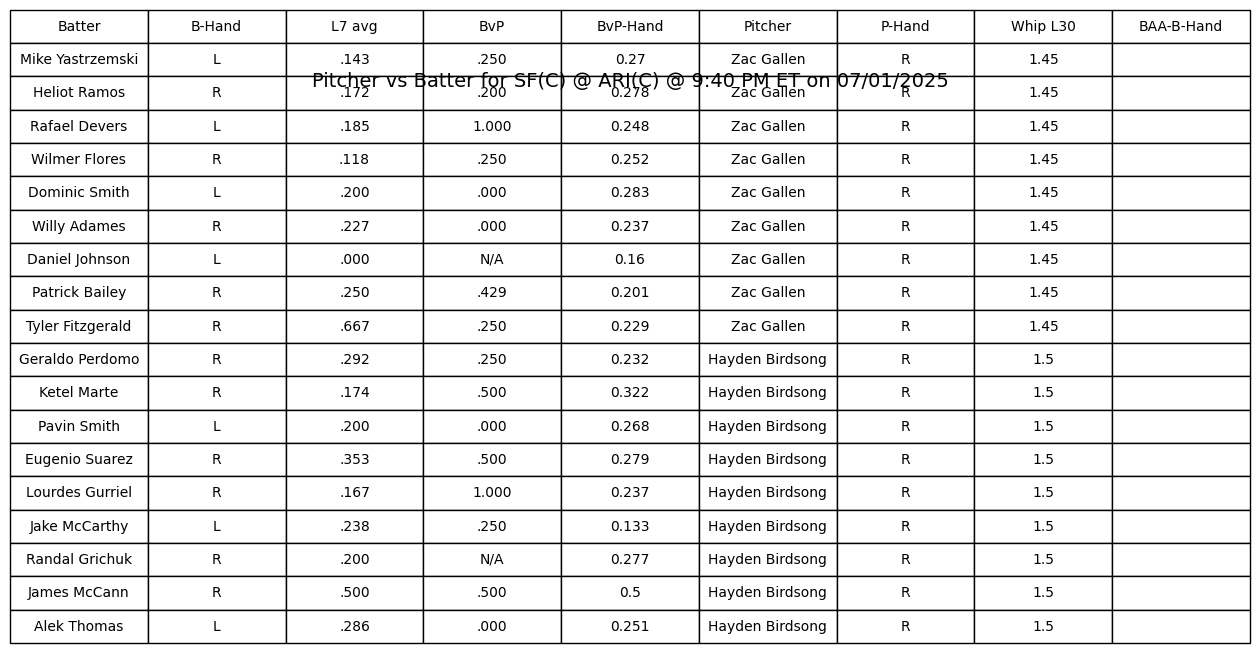 Batter B-Hand L7 avg BvP BvP-Hand Pitcher P-Hand Whip L30 BAA-B-Hand
Mike Yastrzemski L .143 .250 0.27 Zac Gallen R 1.45
Pitcher vs Batter for SF(C) @ ARI(C) @ 9:40 PM ET on 07/01/2025
Heliot Ramos R .172 .200 0.278 Zac Gallen R 1.45
Rafael Devers L .185 1.000 0.248 Zac Gallen R 1.45
Wilmer Flores R .118 .250 0.252 Zac Gallen R 1.45
Dominic Smith L .200 .000 0.283 Zac Gallen R 1.45
Willy Adames R .227 .000 0.237 Zac Gallen R 1.45
Daniel Johnson L .000 N/A 0.16 Zac Gallen R 1.45
Patrick Bailey R .250 .429 0.201 Zac Gallen R 1.45
Tyler Fitzgerald R .667 .250 0.229 Zac Gallen R 1.45
Geraldo Perdomo R .292 .250 0.232 Hayden Birdsong R 1.5
Ketel Marte R .174 .500 0.322 Hayden Birdsong R 1.5
Pavin Smith L .200 .000 0.268 Hayden Birdsong R 1.5
Eugenio Suarez R .353 .500 0.279 Hayden Birdsong R 1.5
Lourdes Gurriel R .167 1.000 0.237 Hayden Birdsong R 1.5
Jake McCarthy L .238 .250 0.133 Hayden Birdsong R 1.5
Randal Grichuk R .200 N/A 0.277 Hayden Birdsong R 1.5
James McCann R .500 .500 0.5 Hayden Birdsong R 1.5
Alek Thomas L .286 .000 0.251 Hayden Birdsong R 1.5